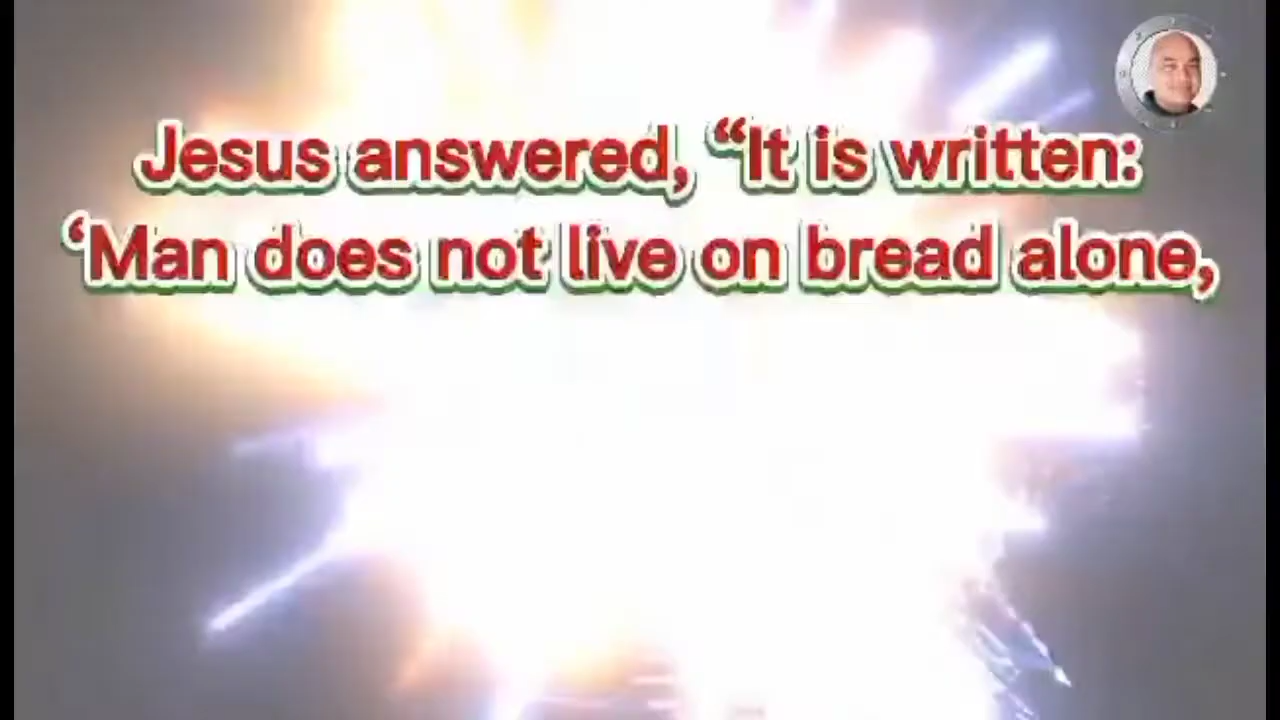 Jesus answered, “It is written:
‘Man does not live on bread alone,